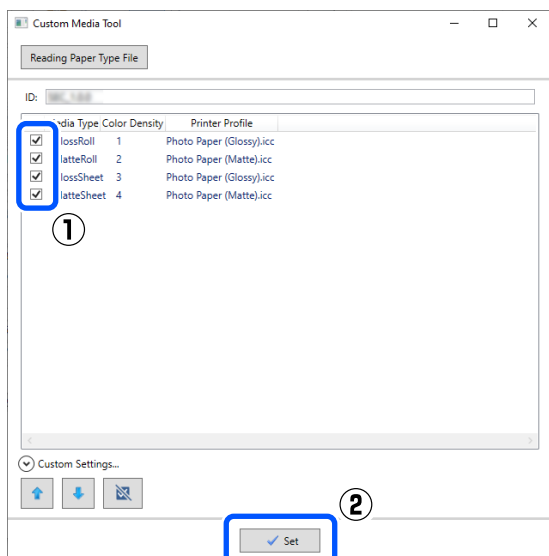 Custom Media Tool
Reading Paper Type File
ID:
Media Type Color Density Printer Profile
lossRoll 1 Photo Paper (Glossy).icc
latteRoll 2 Photo Paper (Matte).icc
lossSheet 3 Photo Paper (Glossy).icc
latteSheet 4 Photo Paper (Matte).icc
①
Custom Settings...
②
Set